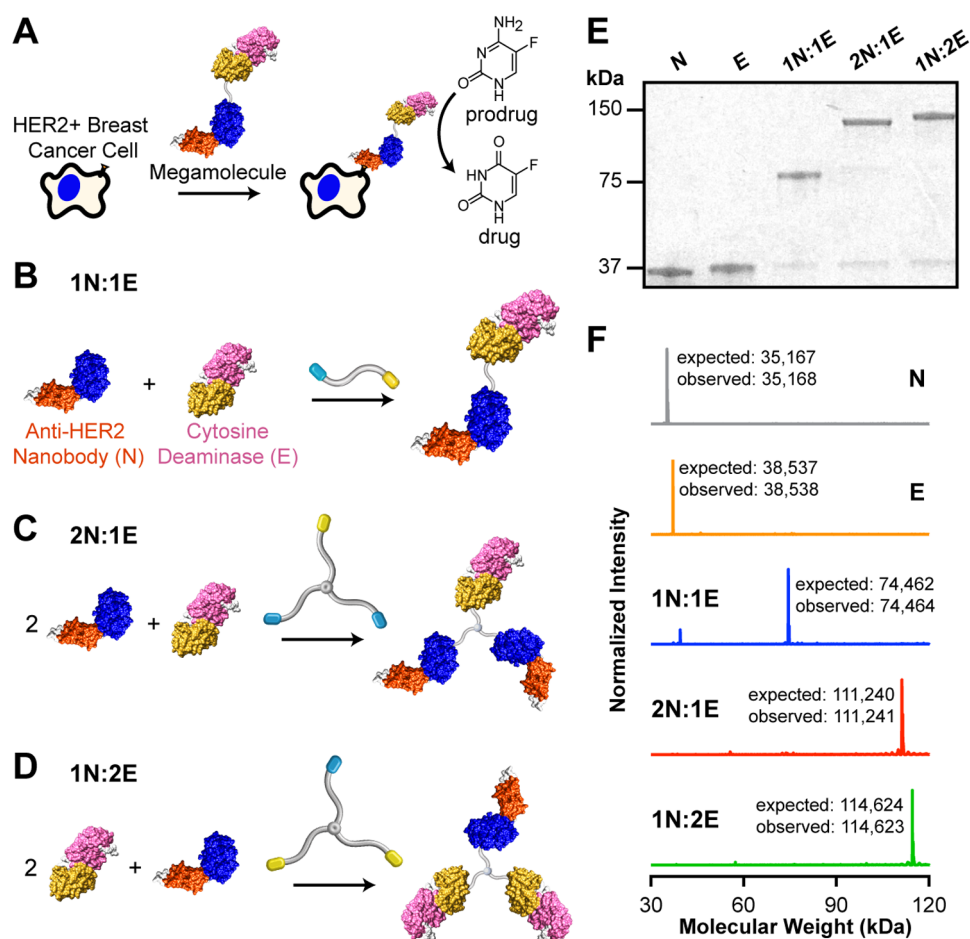 A
HER2+ Breast
Cancer Cell
Megamolecule
NH2
N
F
O
N
H
prodrug
O
HN
F
O
N
H
drug
B 1N:1E
+
Anti-HER2
Nanobody (N)
Cytosine
Deaminase (E)
C 2N:1E
2 +
D 1N:2E
2 +
E
N E 1N:1E 2N:1E 1N:2E
kDa
150
75
37
F
expected: 35,167
observed: 35,168
N
expected: 38,537
observed: 38,538
E
1N:1E
expected: 74,462
observed: 74,464
2N:1E
expected: 111,240
observed: 111,241
1N:2E
expected: 114,624
observed: 114,623
Normalized Intensity
30 60 90 120
Molecular Weight (kDa)